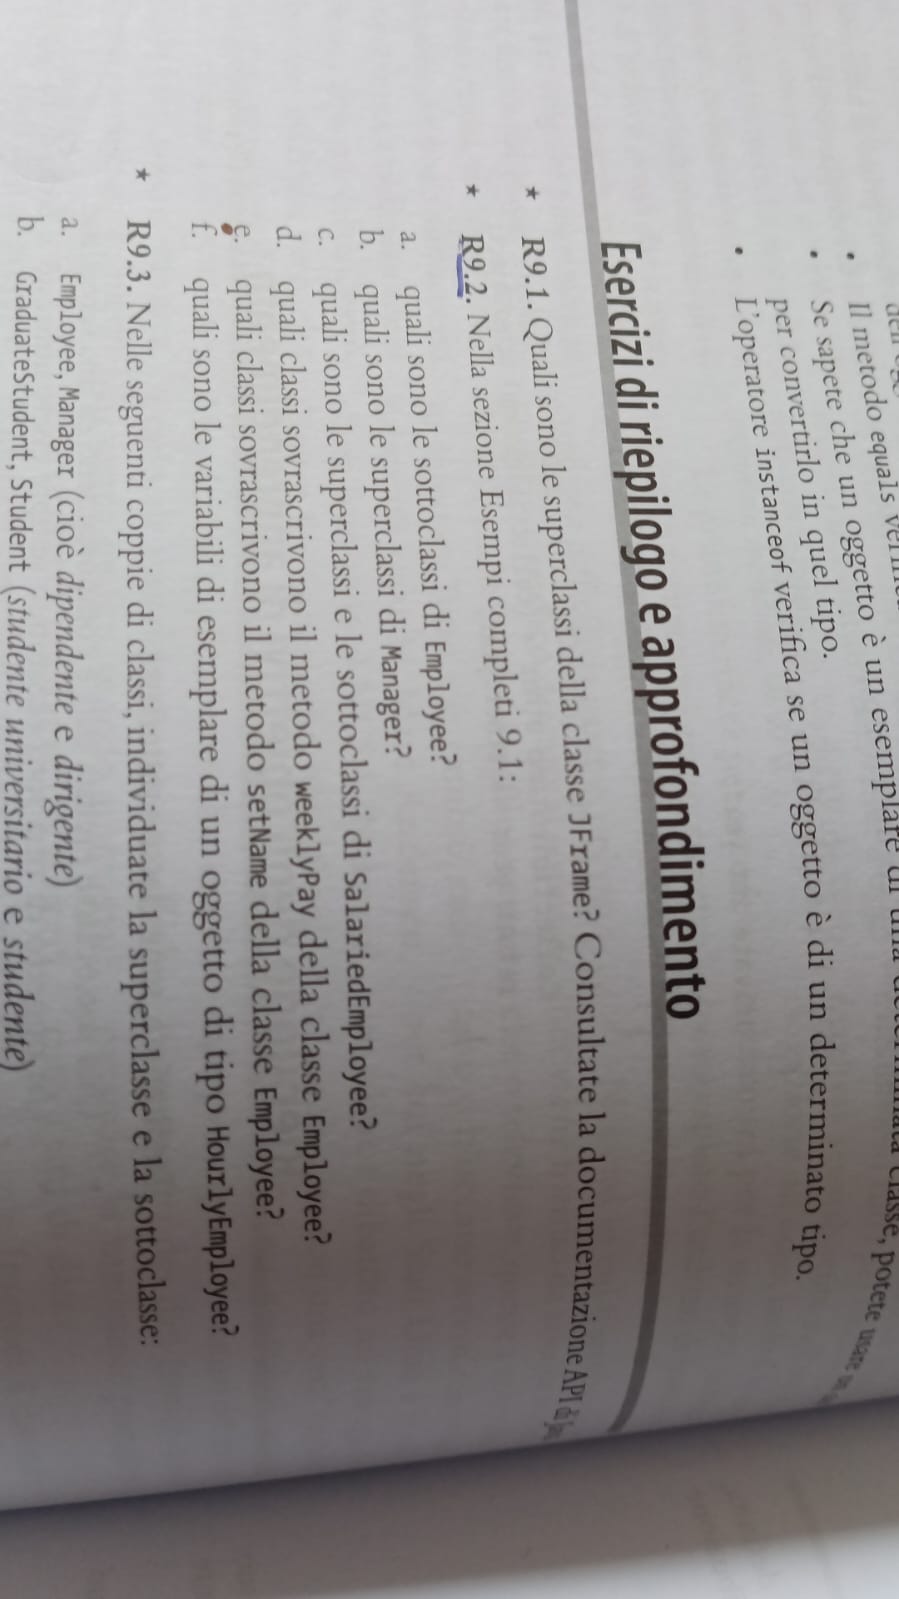 • Il metodo equals
• Se sapete che un oggetto è un esemplare di una determinata classe, potete usare un
per convertirlo in quel tipo.
• L'operatore instanceof verifica se un oggetto è di un determinato tipo.
Esercizi di riepilogo e approfondimento
★ R9.1. Quali sono le superclassi della classe JFrame? Consultate la documentazione API di Java.
★ R9.2. Nella sezione Esempi completi 9.1:
a. quali sono le sottoclassi di Employee?
b. quali sono le superclassi di Manager?
c. quali sono le superclassi e le sottoclassi di SalariedEmployee?
d. quali classi sovrascrivono il metodo weeklyPay della classe Employee?
e. quali classi sovrascrivono il metodo setName della classe Employee?
f. quali sono le variabili di esemplare di un oggetto di tipo HourlyEmployee?
★ R9.3. Nelle seguenti coppie di classi, individuate la superclasse e la sottoclasse:
a. Employee, Manager (cioè dipendente e dirigente)
b. GraduateStudent, Student (studente universitario e studente)